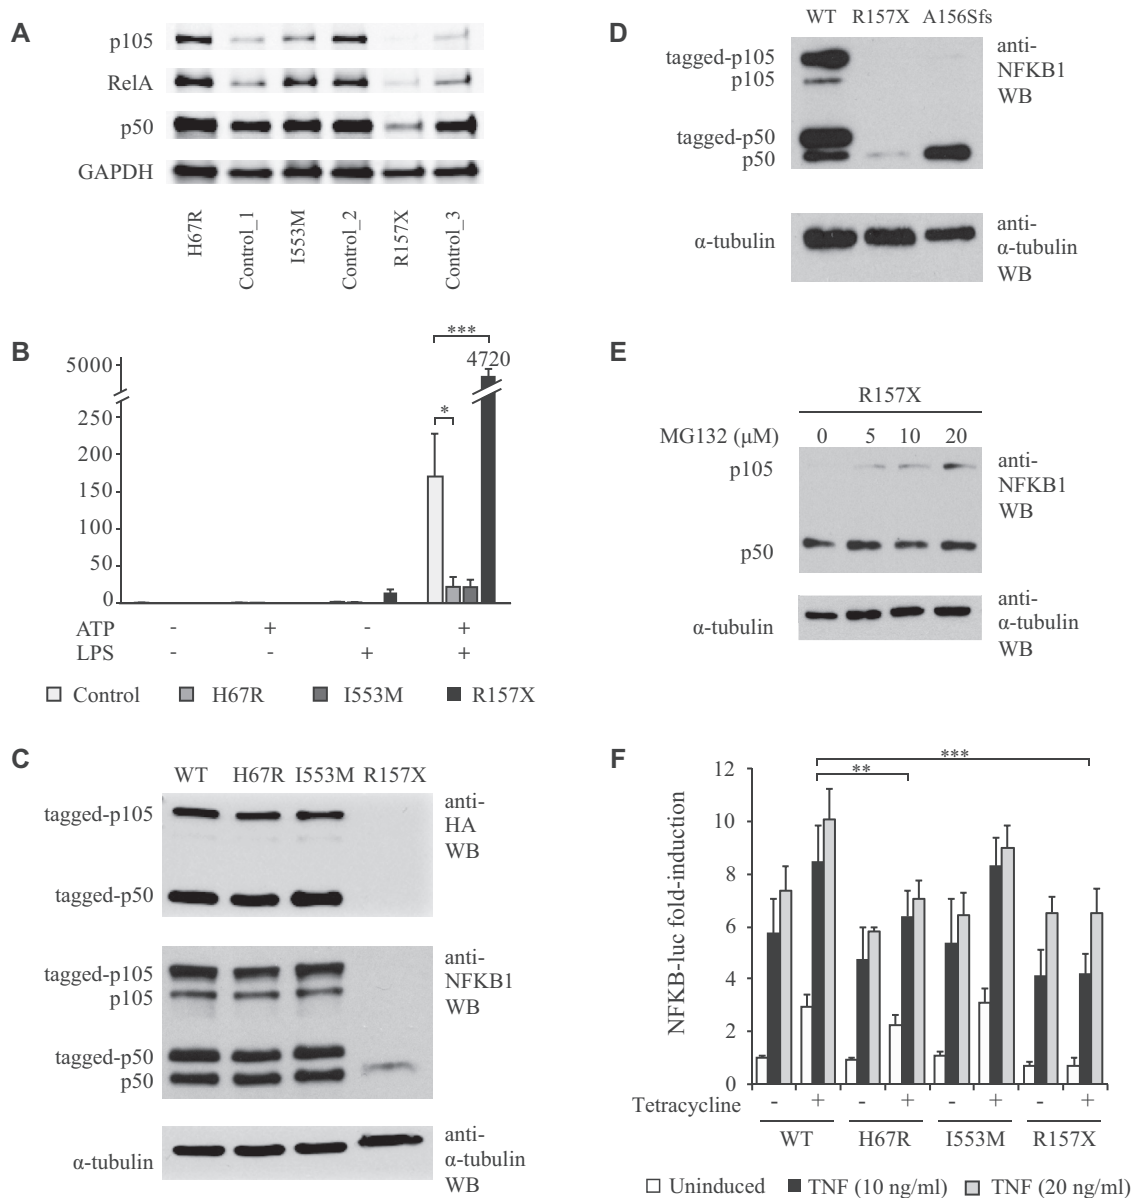 A
p105
RelA
p50
GAPDH
H67R
Control_1
I553M
Control_2
R157X
Control_3
B
***
4720
*
5000
250
200
150
100
50
0
ATP - + - +
LPS - - + +
Control H67R I553M R157X
C
WT H67R I553M R157X
tagged-p105
tagged-p50
anti-
HA
WB
tagged-p105
p105
tagged-p50
p50
anti-
NFKB1
WB
α-tubulin
anti-
α-tubulin
WB
D
WT R157X A156Sfs
tagged-p105
p105
tagged-p50
p50
anti-
NFKB1
WB
α-tubulin
anti-
α-tubulin
WB
E
R157X
MG132 (µM) 0 5 10 20
p105
p50
anti-
NFKB1
WB
α-tubulin
anti-
α-tubulin
WB
F
***
**
NFKB-luc fold-induction
12
10
8
6
4
2
0
Tetracycline - + - + - + - +
WT H67R I553M R157X
Uninduced TNF (10 ng/ml) TNF (20 ng/ml)